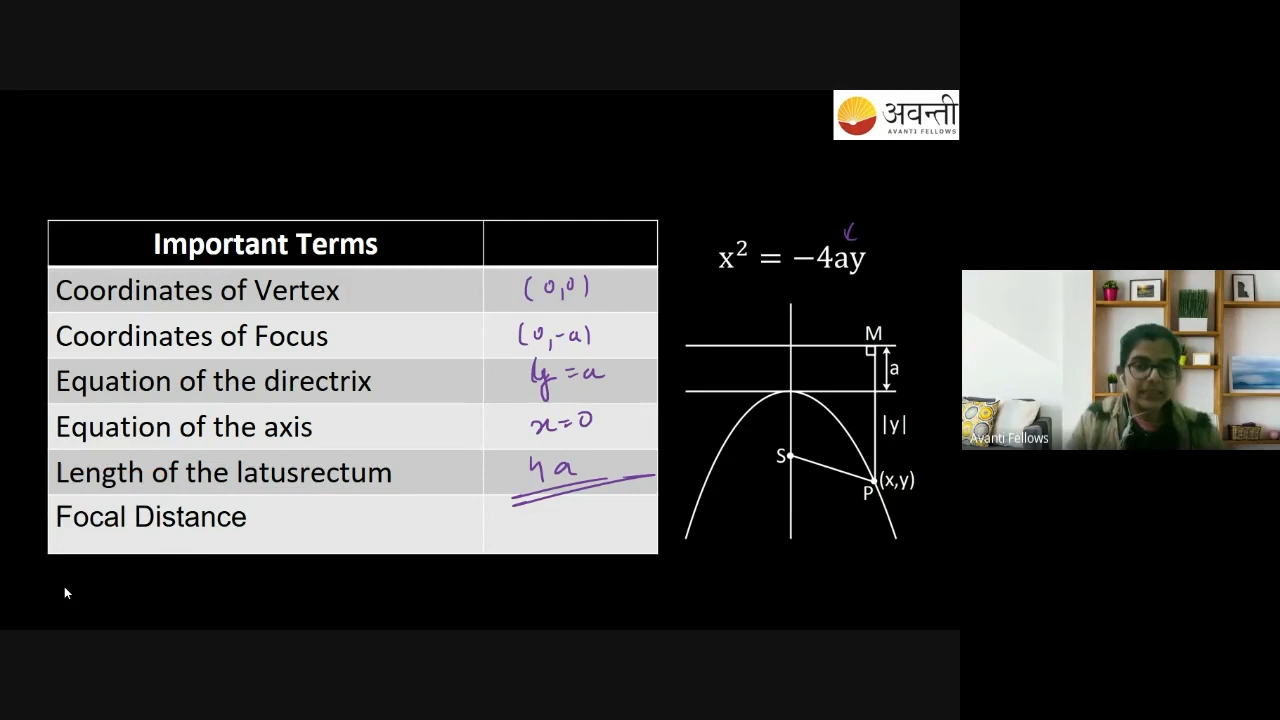 अवन्ती
AVANTI FELLOWS
Important Terms
Coordinates of Vertex (0,0)
Coordinates of Focus (0,-a)
Equation of the directrix y=a
Equation of the axis x=0
Length of the latusrectum 4a
Focal Distance
x² = −4ay
M
a
|y|
S
P (x,y)
Avanti Fellows